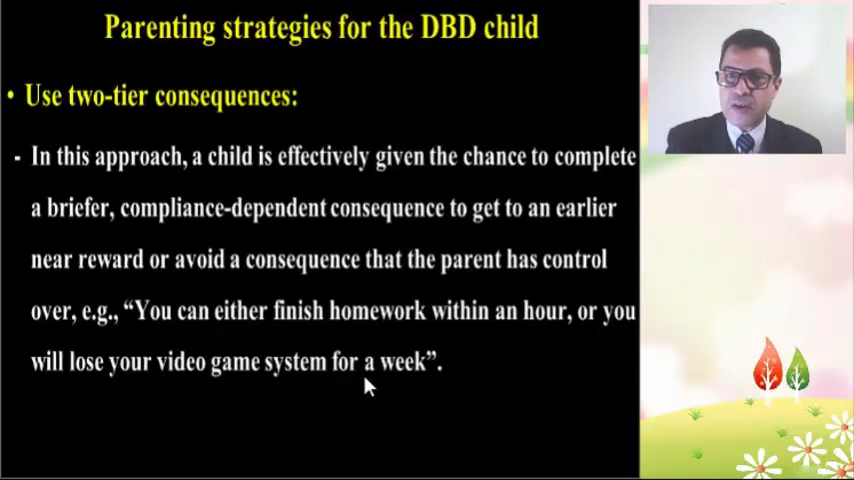 Parenting strategies for the DBD child
• Use two-tier consequences:
- In this approach, a child is effectively given the chance to complete
a briefer, compliance-dependent consequence to get to an earlier
near reward or avoid a consequence that the parent has control
over, e.g., “You can either finish homework within an hour, or you
will lose your video game system for a week”.